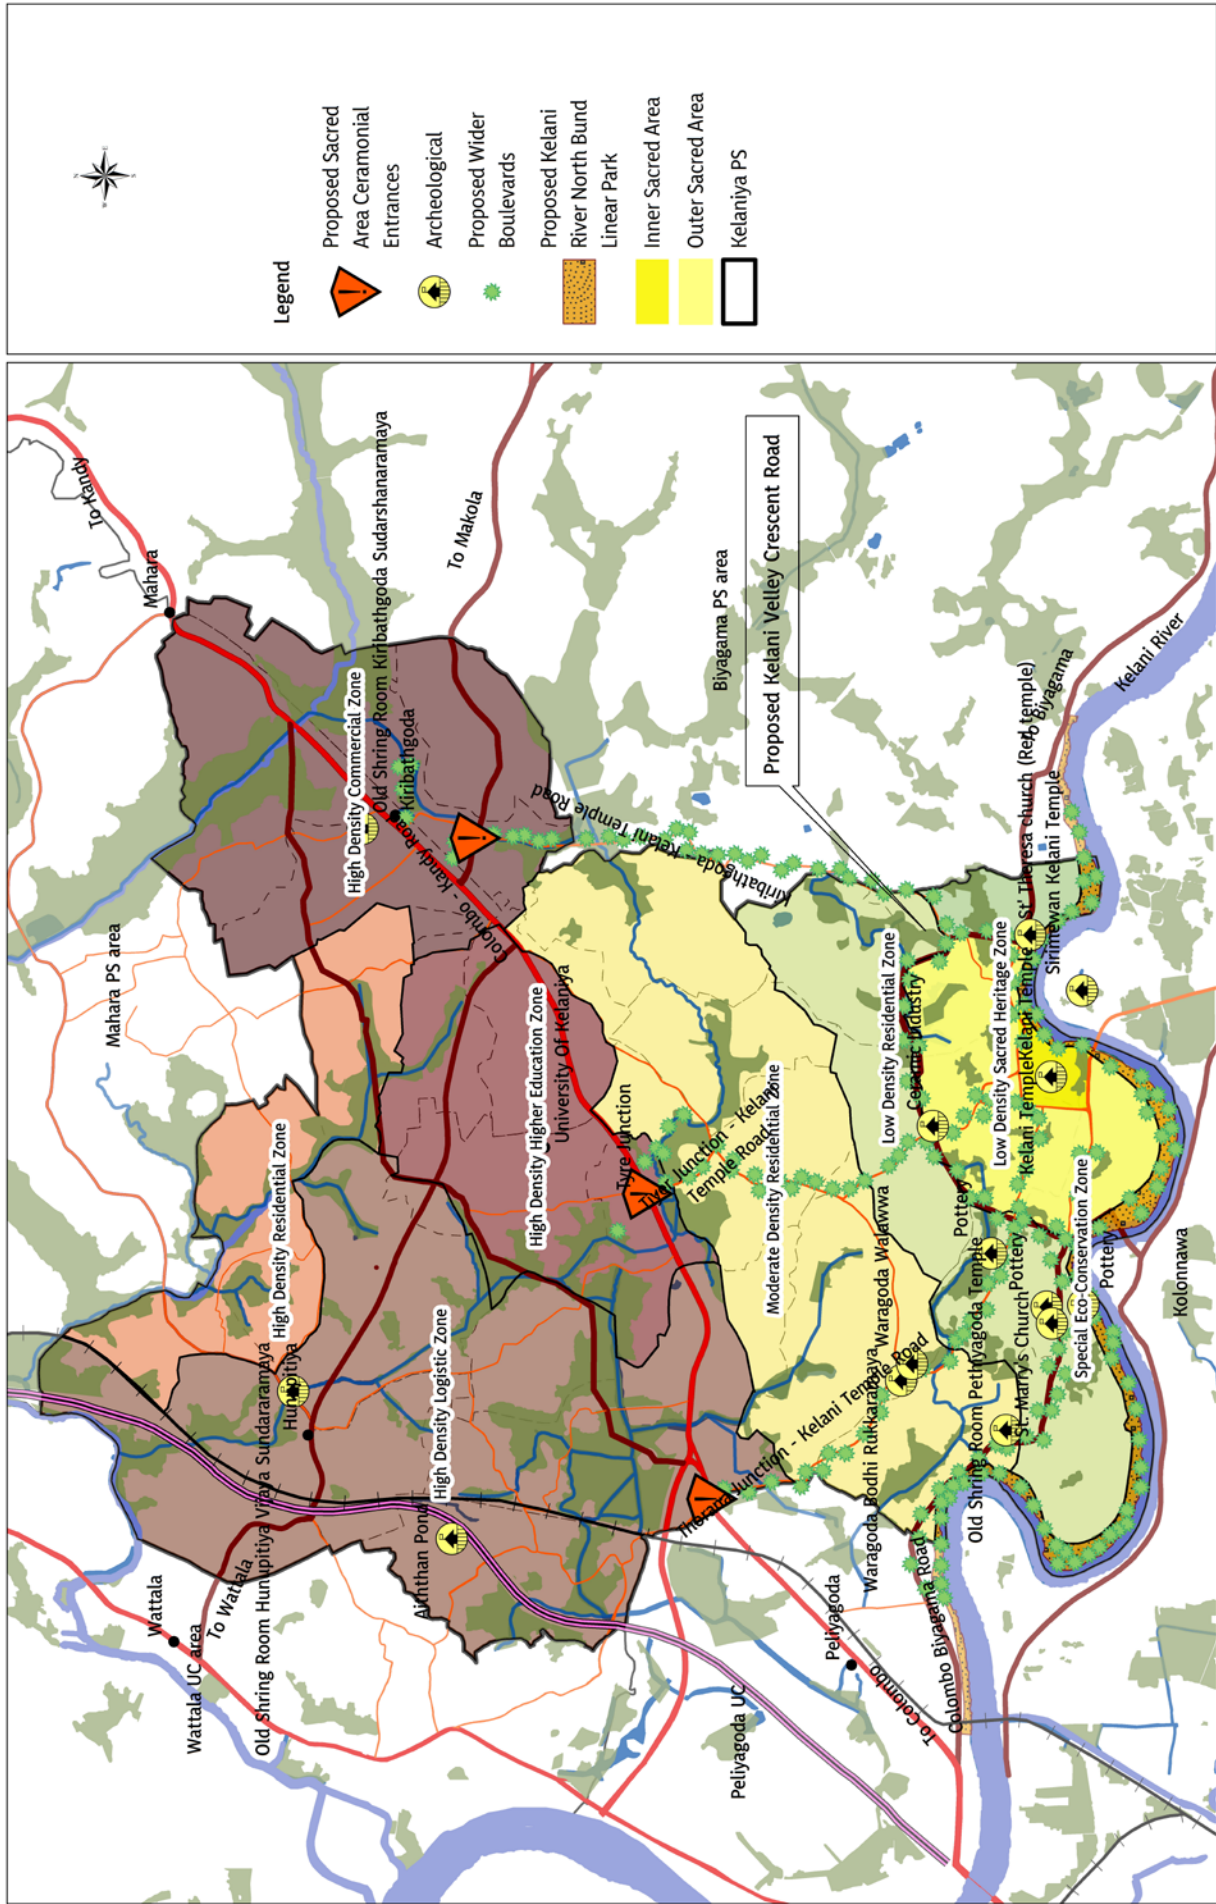 Legend
Proposed Sacred
Area Ceramonial
Entrances
Archeological
Proposed Wider
Boulevards
Proposed Kelani
River North Bund
Linear Park
Inner Sacred Area
Outer Sacred Area
Kelaniya PS
N
E
S
To Kandy
Mahara
To Makola
Mahara PS area
High Density Commercial Zone
Old Shring Room Kiribathgoda Sudarshanaramaya
Kiribathgoda
Colombo - Kandy Road
Kiribathgoda - Kelani Temple Road
Biyagama PS area
Proposed Kelani Velley Crescent Road
High Density Residential Zone
High Density Higher Education Zone
University Of Kelaniya
Tyre Junction
Tiyer Junction - Kelani
Temple Road
Moderate Density Residential Zone
Low Density Residential Zone
Ceramic Industry
Low Density Sacred Heritage Zone
Kelani Temple
Kelani Temple
St' Theresa church (Red temple)
Sirimewan Kelani Temple
To Biyagama
Kelani River
Wattala
Wattala UC area
To Wattala
Old Shring Room Hunupitiya Vijaya Sundararamaya
Hunupitiya
High Density Logistic Zone
Aiththan Pond
Thorana Junction - Kelani Temple Road
Waragoda Bodhi Rukkaramaya
Waragoda Walawwa
Old Shring Room Pethiyagoda Temple
St. Marry's Church
Pottery
Pottery
Pottery
Special Eco-Conservation Zone
Kolonnawa
Peliyagoda UC
Peliyagoda
To Colombo
Colombo Biyagama Road